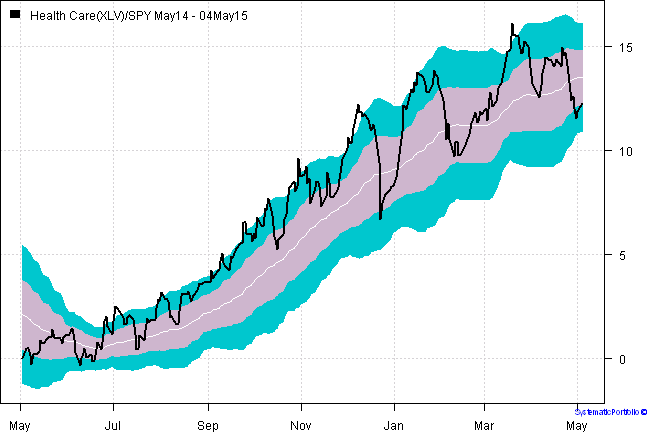 Health Care(XLV)/SPY May14 - 04May15
15
10
5
0
May Jul Sep Nov Jan Mar May
SystematicPortfolio ©